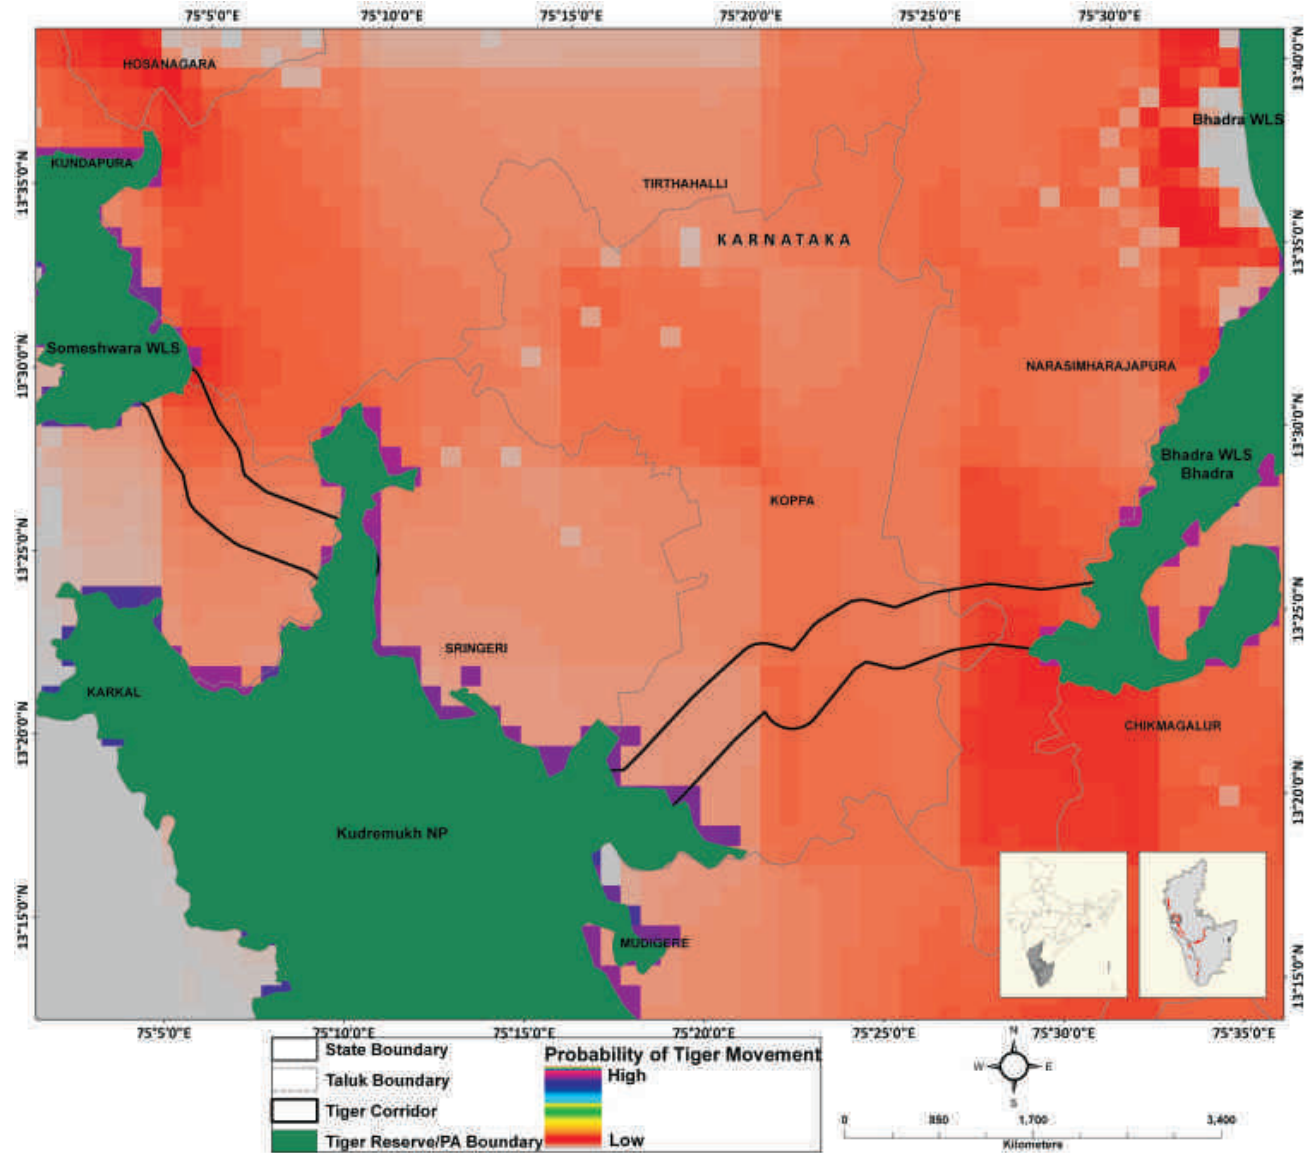 75°5'0"E 75°10'0"E 75°15'0"E 75°20'0"E 75°25'0"E 75°30'0"E
HOSANAGARA
13°40'0"N
Bhadra WLS
KUNDAPURA
13°35'0"N
TIRTHAHALLI
KARNATAKA
13°35'0"N
Someshwara WLS
13°30'0"N
NARASIMHARAJAPURA
13°30'0"N
Bhadra WLS
Bhadra
KOPPA
13°25'0"N
13°25'0"N
SRINGERI
KARKAL
13°20'0"N
CHIKMAGALUR
13°20'0"N
Kudremukh NP
13°15'0"N
MUDIGERE
13°15'0"N
75°5'0"E 75°10'0"E 75°15'0"E 75°20'0"E 75°25'0"E 75°30'0"E 75°35'0"E
State Boundary
Taluk Boundary
Tiger Corridor
Tiger Reserve/PA Boundary
Probability of Tiger Movement
High
Low
N
W E
S
0 850 1,700 3,400
Kilometers